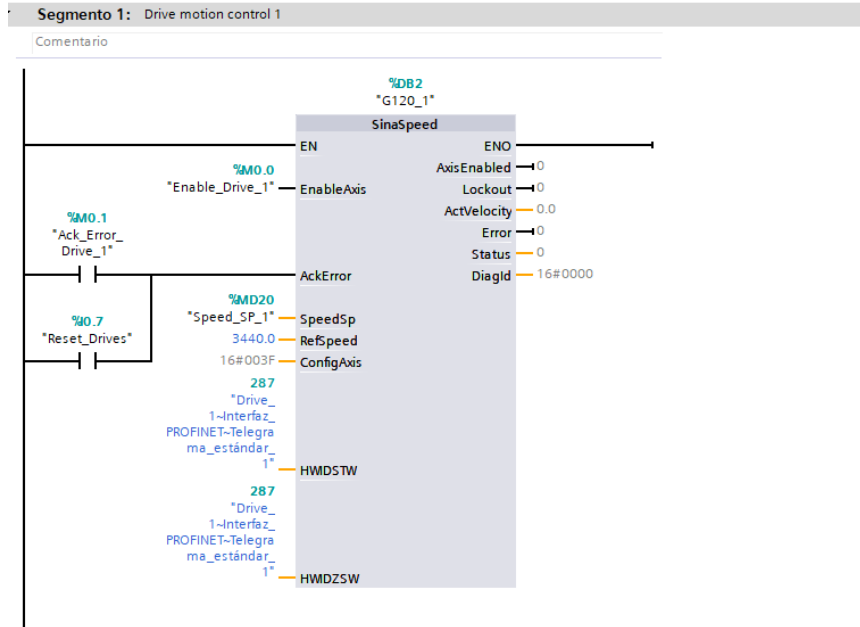 Segmento 1: Drive motion control 1
Comentario
%DB2
"G120_1"
SinaSpeed
EN
ENO
%M0.0
"Enable_Drive_1"
EnableAxis
AxisEnabled
0
Lockout
0
ActVelocity
0.0
Error
0
Status
0
%M0.1
"Ack_Error_
Drive_1"
AckError
DiagId
16#0000
%I0.7
"Reset_Drives"
%MD20
"Speed_SP_1"
SpeedSp
3440.0
RefSpeed
16#003F
ConfigAxis
287
"Drive_
1~Interfaz_
PROFINET~Telegra
ma_estándar_
1"
HWIDSTW
287
"Drive_
1~Interfaz_
PROFINET~Telegra
ma_estándar_
1"
HWIDZSW